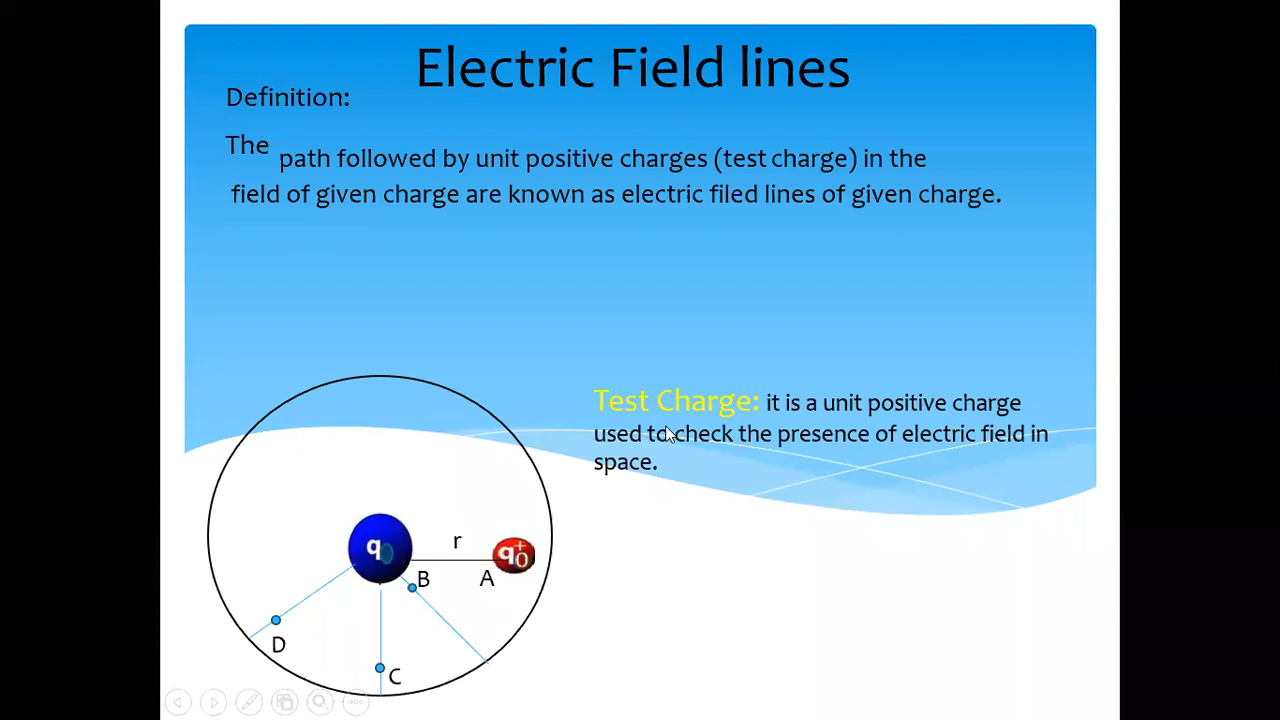 Electric Field lines
Definition:
The path followed by unit positive charges (test charge) in the
field of given charge are known as electric filed lines of given charge.
Test Charge: it is a unit positive charge
used to check the presence of electric field in
space.
q
r
q0+
B
A
D
C